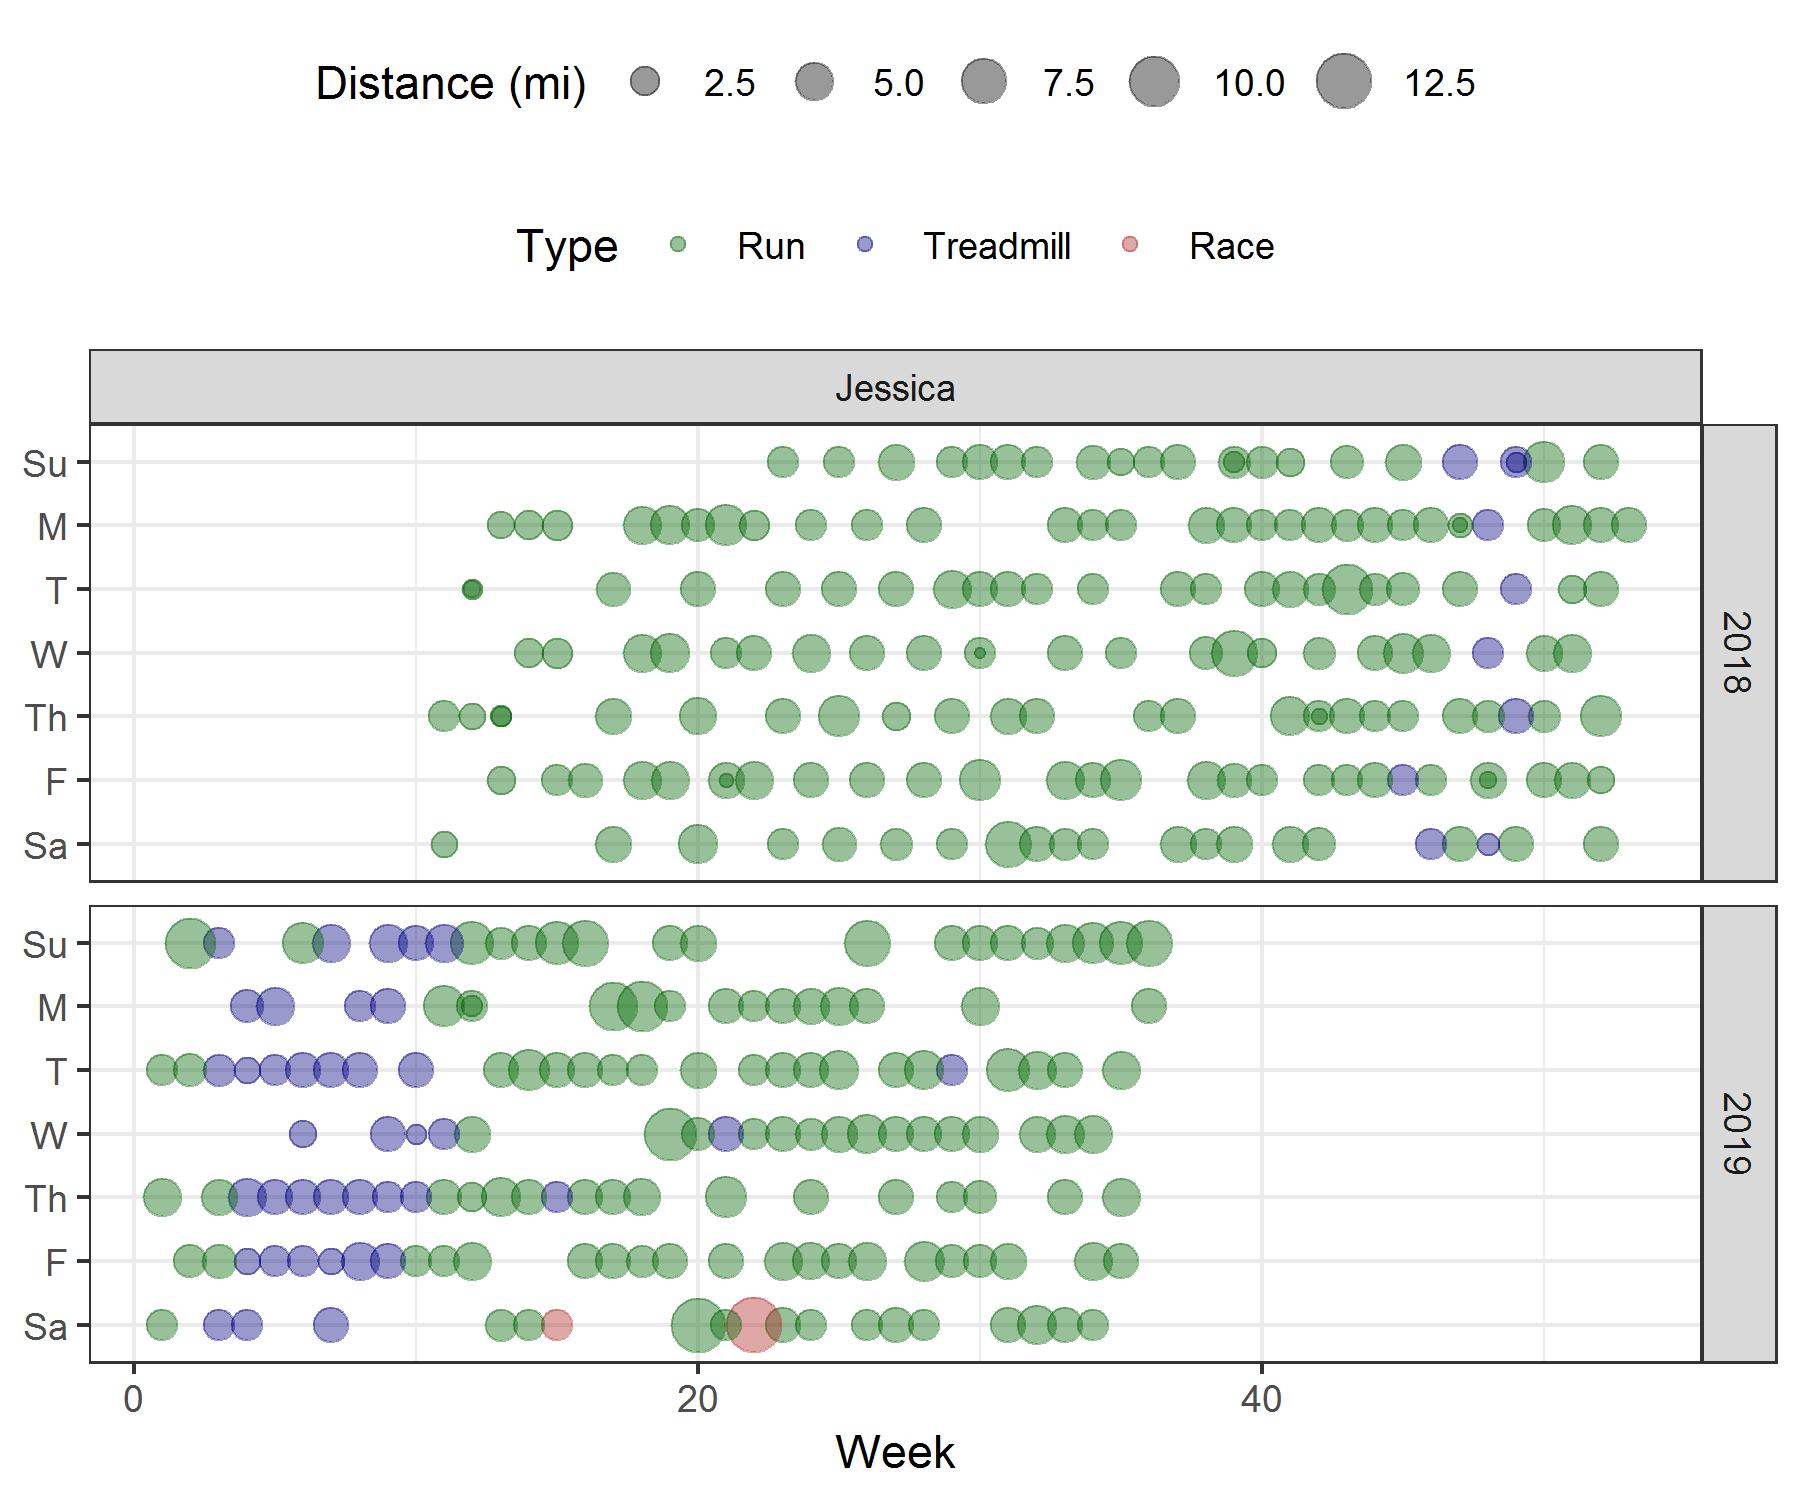 Distance (mi) 2.5 5.0 7.5 10.0 12.5
Type Run Treadmill Race
Jessica
Su
M
T
W
Th
F
Sa
2018
Su
M
T
W
Th
F
Sa
2019
0 20 40
Week